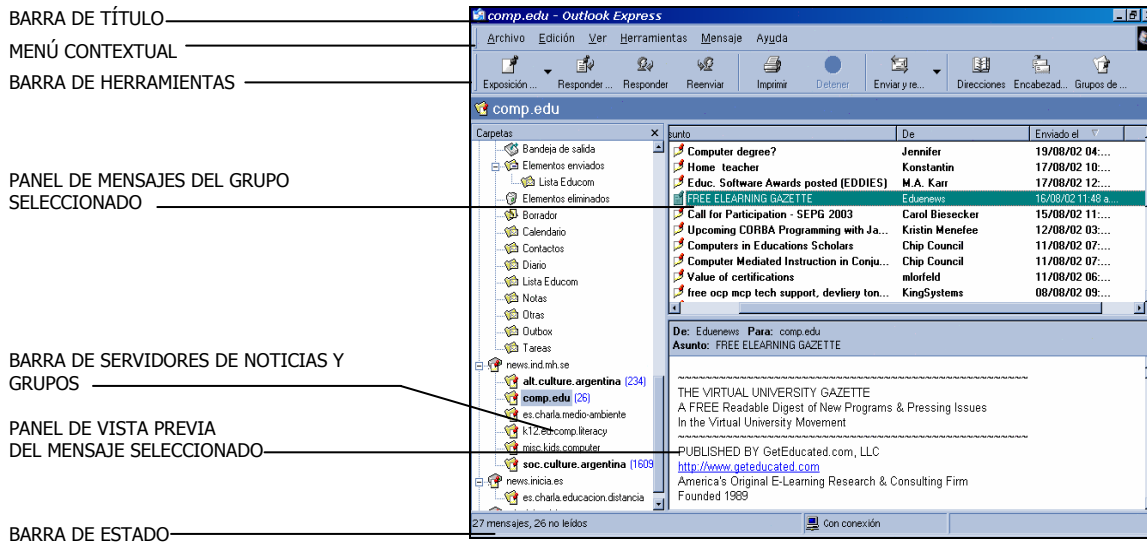 BARRA DE TÍTULO
MENÚ CONTEXTUAL
BARRA DE HERRAMIENTAS
PANEL DE MENSAJES DEL GRUPO
SELECCIONADO
BARRA DE SERVIDORES DE NOTICIAS Y
GRUPOS
PANEL DE VISTA PREVIA
DEL MENSAJE SELECCIONADO
BARRA DE ESTADO
comp.edu - Outlook Express
Archivo Edición Ver Herramientas Mensaje Ayuda
Exposición ... Responder ... Responder Reenviar Imprimir Detener Enviar y re... Direcciones Encabezad... Grupos de ...
comp.edu
Carpetas
Bandeja de salida
Elementos enviados
Lista Educom
Elementos eliminados
Borrador
Calendario
Contactos
Diario
Lista Educom
Notas
Otras
Outbox
Tareas
news.ind.mh.se
alt.culture.argentina (234)
comp.edu (26)
es.charla.medio-ambiente
k12.ed.comp.literacy
misc.kids.computer
soc.culture.argentina (1609
news.inicia.es
es.charla.educacion.distancia
sunto De Enviado el
Computer degree? Jennifer 19/08/02 04:...
Home teacher Konstantin 17/08/02 10:...
Educ. Software Awards posted (EDDIES) M.A. Karr 17/08/02 12:...
FREE ELEARNING GAZETTE Eduenews 16/08/02 11:48 a....
Call for Participation - SEPG 2003 Carol Biesecker 15/08/02 11:...
Upcoming CORBA Programming with Ja... Kristin Menefee 12/08/02 03:...
Computers in Educations Scholars Chip Council 11/08/02 07:...
Computer Mediated Instruction in Conju... Chip Council 11/08/02 07:...
Value of certifications mlorfeld 11/08/02 06:...
free ocp mcp tech support, devliery ton... KingSystems 08/08/02 09:...
De: Eduenews Para: comp.edu
Asunto: FREE ELEARNING GAZETTE
~~~~~~~~~~~~~~~~~~~~~~~~~~~~~~~~~~~~~~~~~~~~~~~~~~
THE VIRTUAL UNIVERSITY GAZETTE
A FREE Readable Digest of New Programs & Pressing Issues
In the Virtual University Movement
~~~~~~~~~~~~~~~~~~~~~~~~~~~~~~~~~~~~~~~~~~~~~~~~~~
PUBLISHED BY GetEducated.com, LLC
http://www.geteducated.com
America's Original E-Learning Research & Consulting Firm
Founded 1989
27 mensajes, 26 no leídos Con conexión